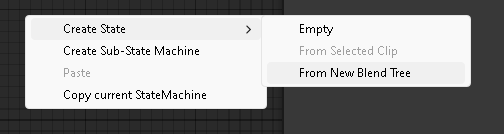 Create State
Create Sub-State Machine
Paste
Copy current StateMachine
Empty
From Selected Clip
From New Blend Tree